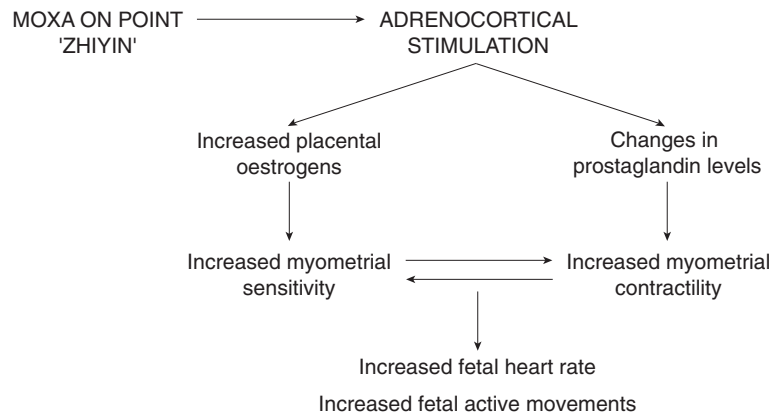 MOXA ON POINT
'ZHIYIN'
ADRENOCORTICAL
STIMULATION
Increased placental
oestrogens
Changes in
prostaglandin levels
Increased myometrial
sensitivity
Increased myometrial
contractility
Increased fetal heart rate
Increased fetal active movements